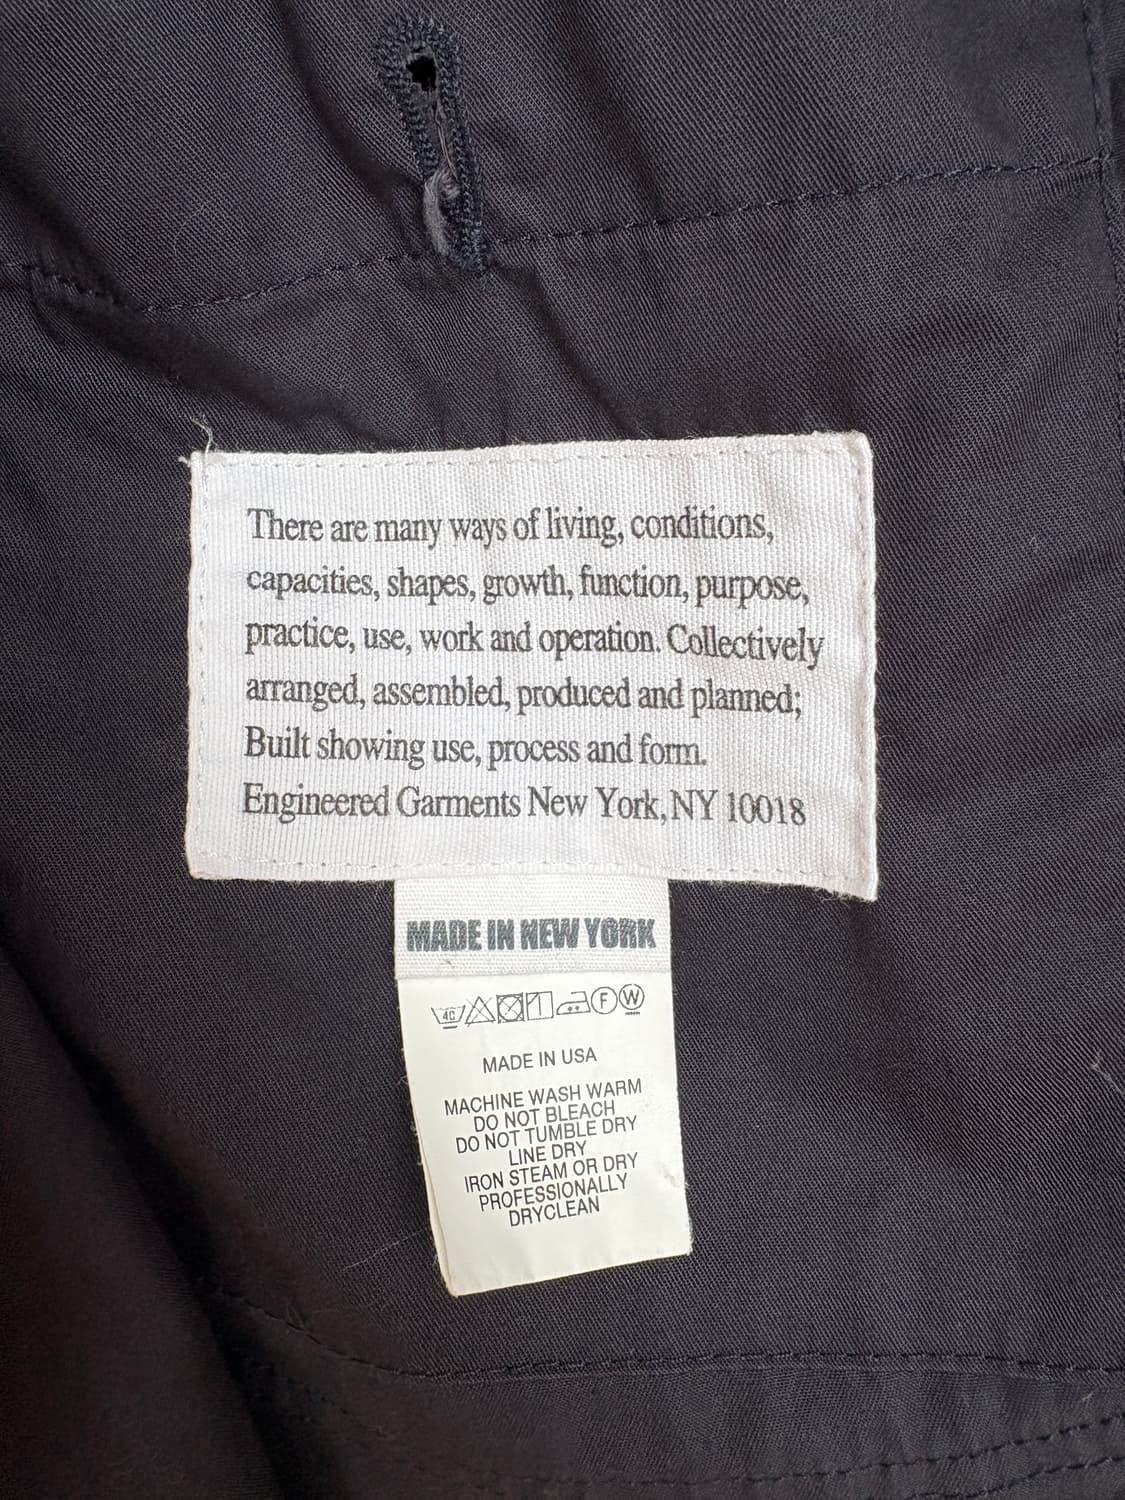 There are many ways of living, conditions,
capacities, shapes, growth, function, purpose,
practice, use, work and operation. Collectively
arranged, assembled, produced and planned;
Built showing use, process and form.
Engineered Garments New York, NY 10018
MADE IN NEW YORK
40 F W
MADE IN USA
MACHINE WASH WARM
DO NOT BLEACH
DO NOT TUMBLE DRY
LINE DRY
IRON STEAM OR DRY
PROFESSIONALLY
DRYCLEAN